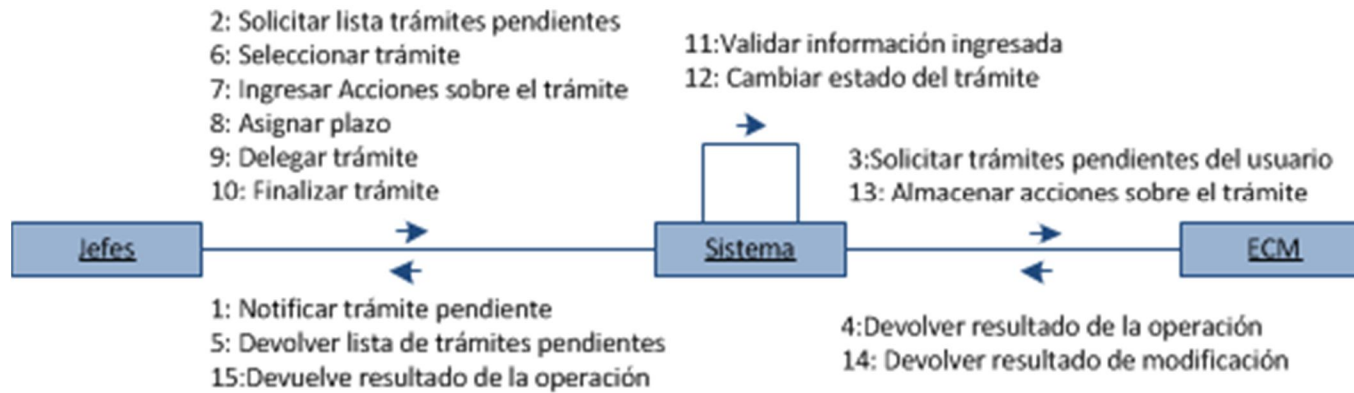 2: Solicitar lista trámites pendientes
6: Seleccionar trámite
7: Ingresar Acciones sobre el trámite
8: Asignar plazo
9: Delegar trámite
10: Finalizar trámite
11:Validar información ingresada
12: Cambiar estado del trámite
3:Solicitar trámites pendientes del usuario
13: Almacenar acciones sobre el trámite
Jefes
Sistema
ECM
1: Notificar trámite pendiente
5: Devolver lista de trámites pendientes
15:Devuelve resultado de la operación
4:Devolver resultado de la operación
14: Devolver resultado de modificación